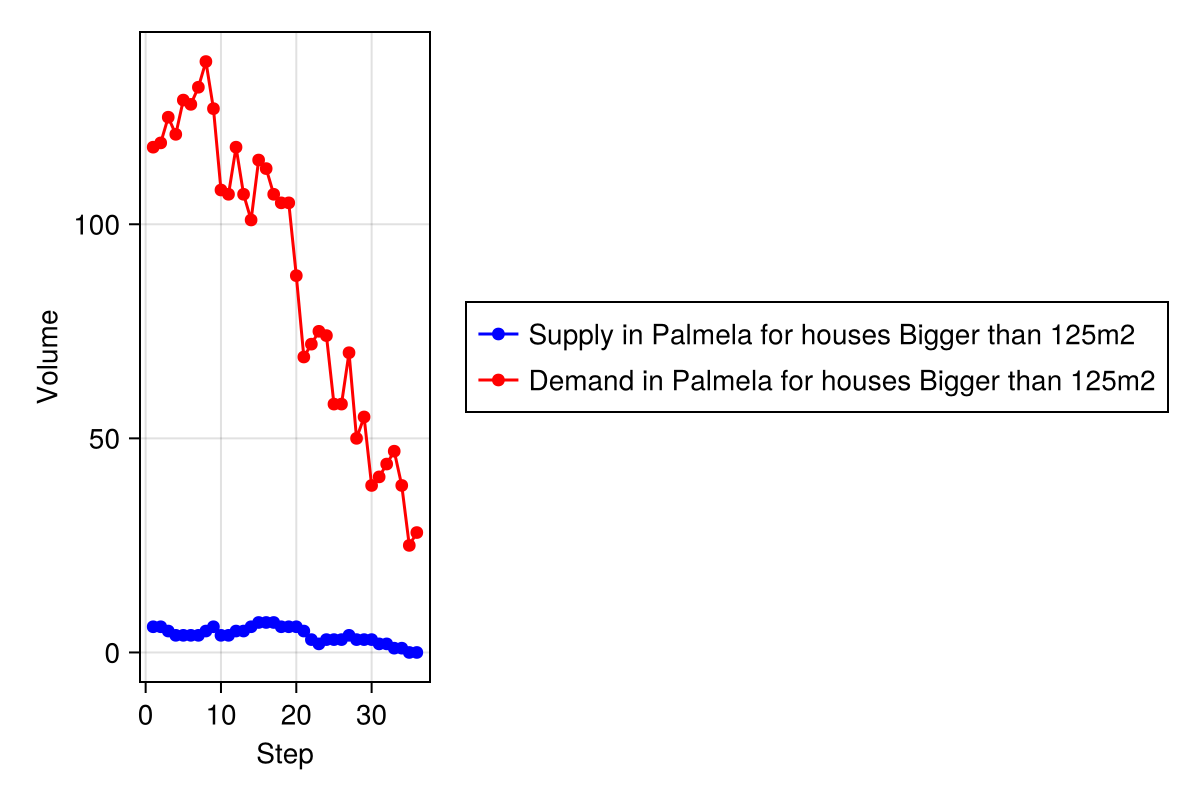 Volume
100
50
0
0 10 20 30
Step
Supply in Palmela for houses Bigger than 125m2
Demand in Palmela for houses Bigger than 125m2